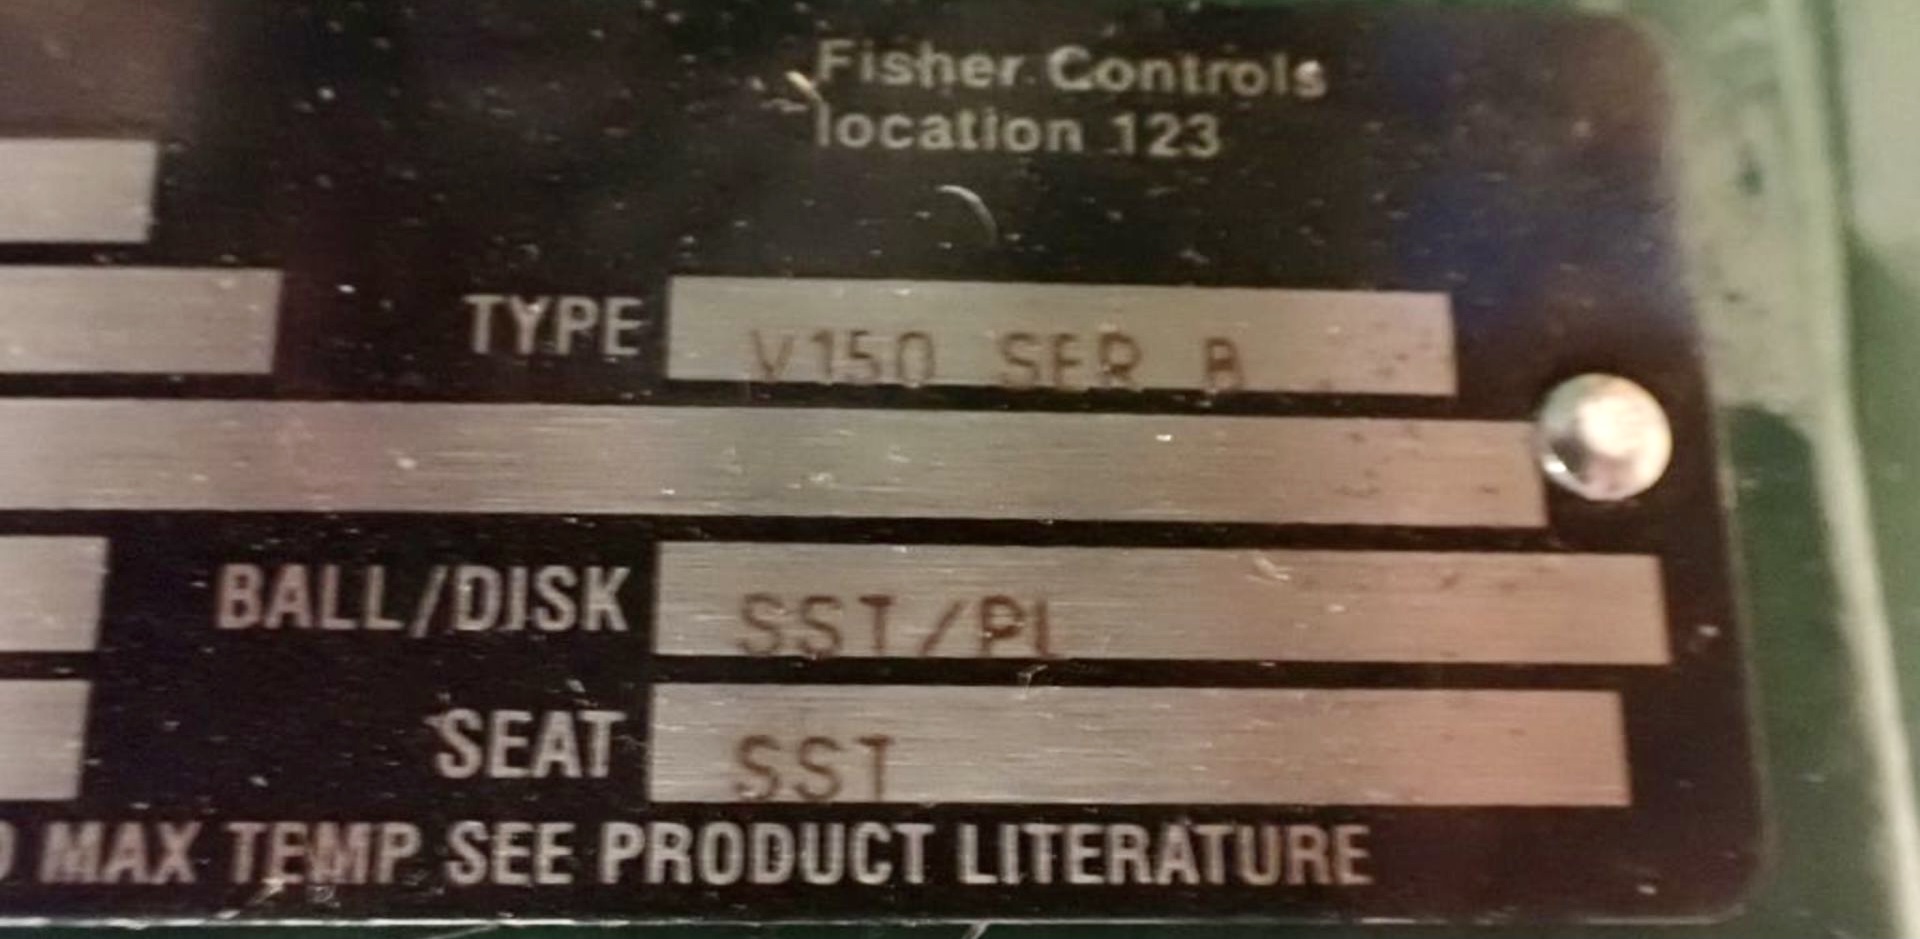 Fisher Controls
location 123
TYPE V150 SER B
BALL/DISK SST/PL
SEAT SST
MAX TEMP SEE PRODUCT LITERATURE